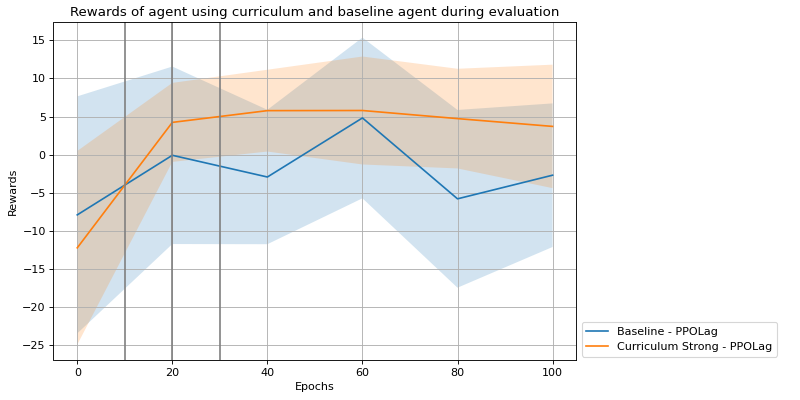 Rewards of agent using curriculum and baseline agent during evaluation
15
10
5
0
−5
−10
−15
−20
−25
Rewards
0 20 40 60 80 100
Epochs
Baseline - PPOLag
Curriculum Strong - PPOLag